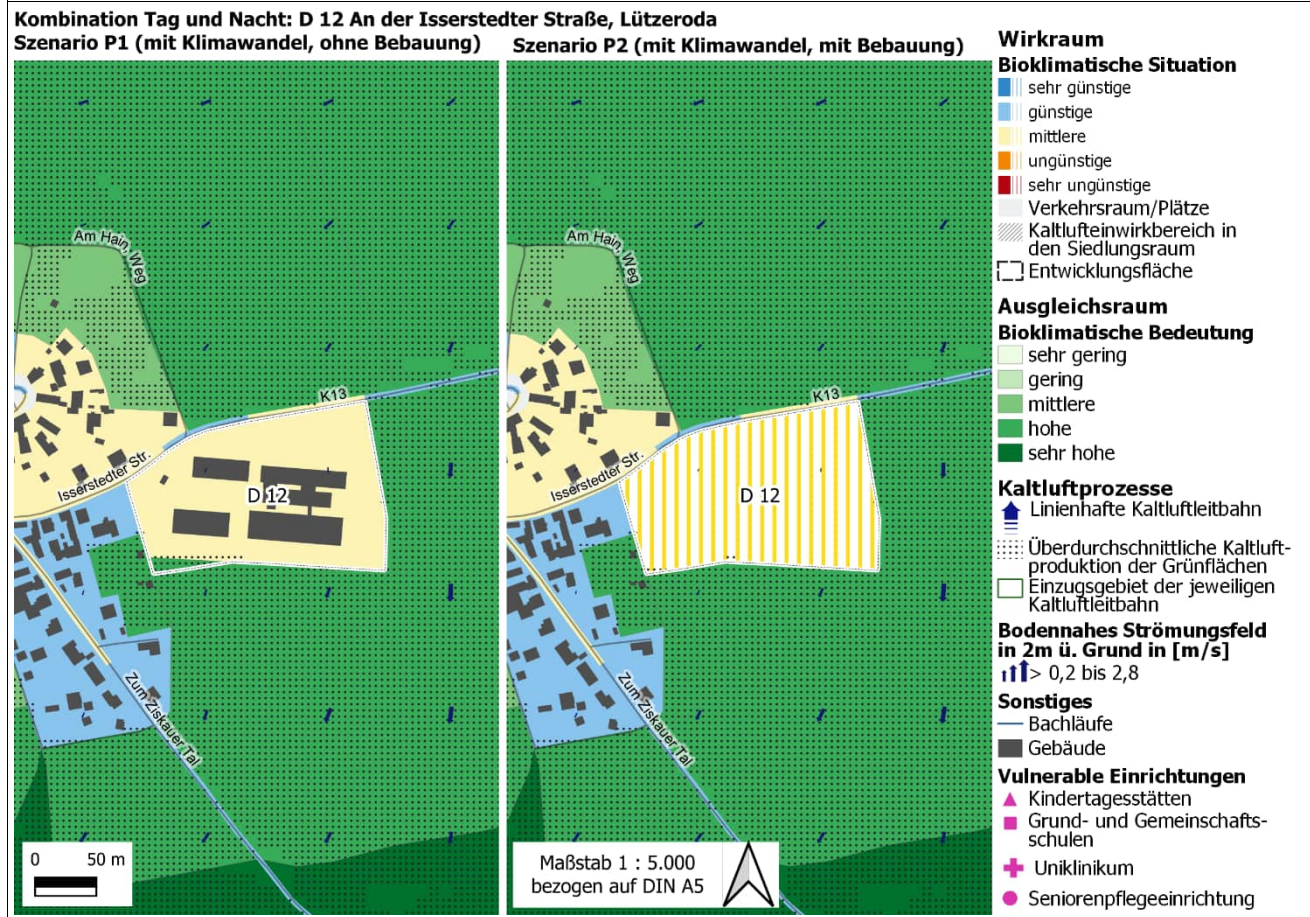 Kombination Tag und Nacht: D 12 An der Isserstedter Straße, Lützeroda
Szenario P1 (mit Klimawandel, ohne Bebauung)
Szenario P2 (mit Klimawandel, mit Bebauung)
Am Hain, Weg
K13
Isserstedter Str.
D 12
Zum Ziskauer Tal
0 50 m
Am Hain, Weg
K13
Isserstedter Str.
D 12
Zum Ziskauer Tal
Maßstab 1 : 5.000
bezogen auf DIN A5
Wirkraum
Bioklimatische Situation
sehr günstige
günstige
mittlere
ungünstige
sehr ungünstige
Verkehrsraum/Plätze
Kaltlufteinwirkbereich in
den Siedlungsraum
Entwicklungsfläche
Ausgleichsraum
Bioklimatische Bedeutung
sehr gering
gering
mittlere
hohe
sehr hohe
Kaltluftprozesse
Linienhafte Kaltluftleitbahn
Überdurchschnittliche Kaltluft-
produktion der Grünflächen
Einzugsgebiet der jeweiligen
Kaltluftleitbahn
Bodennahes Strömungsfeld
in 2m ü. Grund in [m/s]
> 0,2 bis 2,8
Sonstiges
Bachläufe
Gebäude
Vulnerable Einrichtungen
Kindertagesstätten
Grund- und Gemeinschafts-
schulen
Uniklinikum
Seniorenpflegeeinrichtung